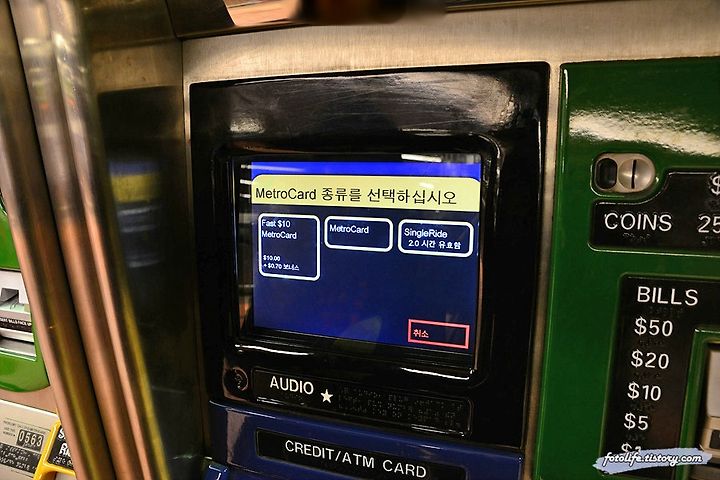 MetroCard 종류를 선택하십시오
Fast $10
MetroCard
$10.00
+ $0.70 보너스
MetroCard
SingleRide
2.0 시간 유효함
취소
AUDIO ★
CREDIT/ATM CARD
COINS 25
BILLS
$50
$20
$10
$5
0563
fotolife.tistory.com